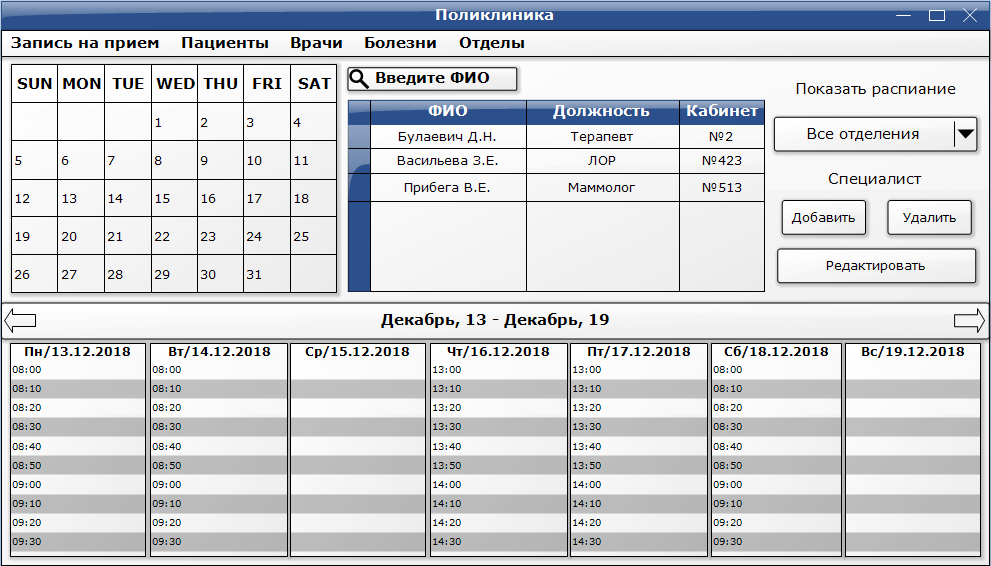 Поликлиника
Запись на прием Пациенты Врачи Болезни Отделы
SUN MON TUE WED THU FRI SAT
1 2 3 4
5 6 7 8 9 10 11
12 13 14 15 16 17 18
19 20 21 22 23 24 25
26 27 28 29 30 31
Введите ФИО
ФИО Должность Кабинет
Булаевич Д.Н. Терапевт №2
Васильева З.Е. ЛОР №423
Прибега В.Е. Маммолог №513
Показать распиание
Все отделения
Специалист
Добавить Удалить
Редактировать
Декабрь, 13 - Декабрь, 19
Пн/13.12.2018 Вт/14.12.2018 Ср/15.12.2018 Чт/16.12.2018 Пт/17.12.2018 Сб/18.12.2018 Вс/19.12.2018
08:00 08:00 13:00 13:00 08:00
08:10 08:10 13:10 13:10 08:10
08:20 08:20 13:20 13:20 08:20
08:30 08:30 13:30 13:30 08:30
08:40 08:40 13:40 13:40 08:40
08:50 08:50 13:50 13:50 08:50
09:00 09:00 14:00 14:00 09:00
09:10 09:10 14:10 14:10 09:10
09:20 09:20 14:20 14:20 09:20
09:30 09:30 14:30 14:30 09:30